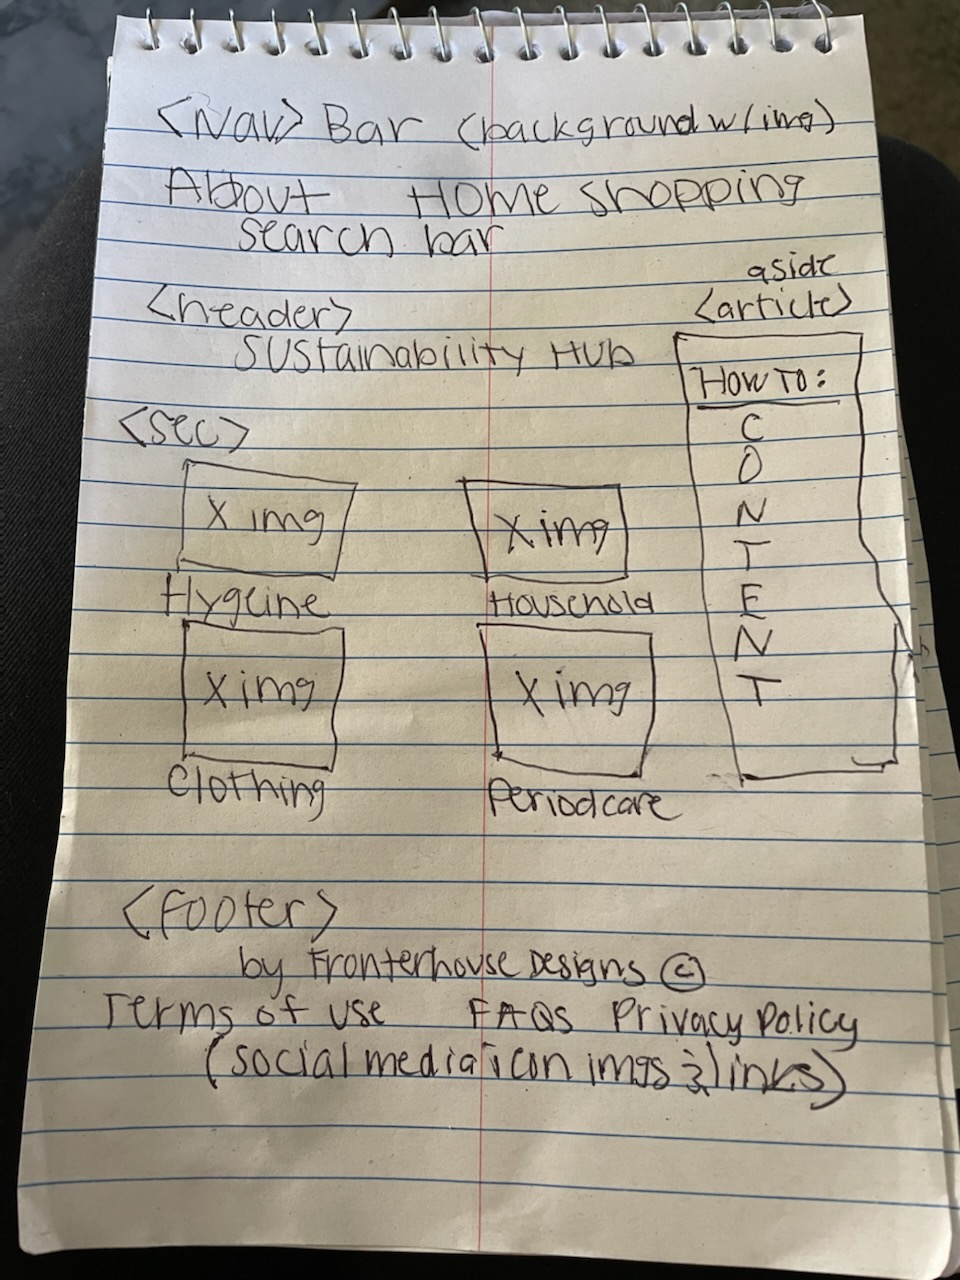 <Nav> Bar (background w/img)
About Home shopping
search bar
aside
<header> <article>
SUStainability HUb
How TO:
<sec>
C
O
N
T
E
N
T
X img X img
Hygeine Household
X img X img
Clothing Periodcare
<footer>
by Fronterhouse Designs ©
Terms of use FAQS Privacy Policy
(social media icon imgs & links)